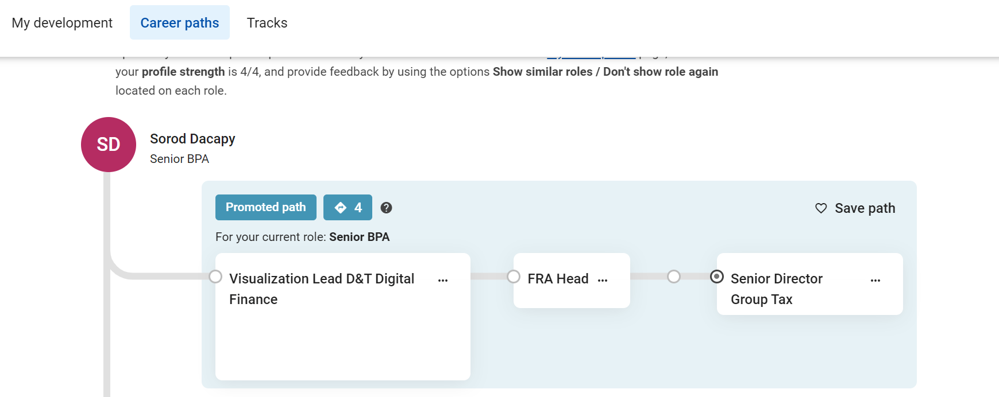 My development
Career paths
Tracks
your profile strength is 4/4, and provide feedback by using the options Show similar roles / Don't show role again
located on each role.
SD
Sorod Dacapy
Senior BPA
Promoted path
4
?
Save path
For your current role: Senior BPA
Visualization Lead D&T Digital
Finance
...
FRA Head
...
Senior Director
Group Tax
...